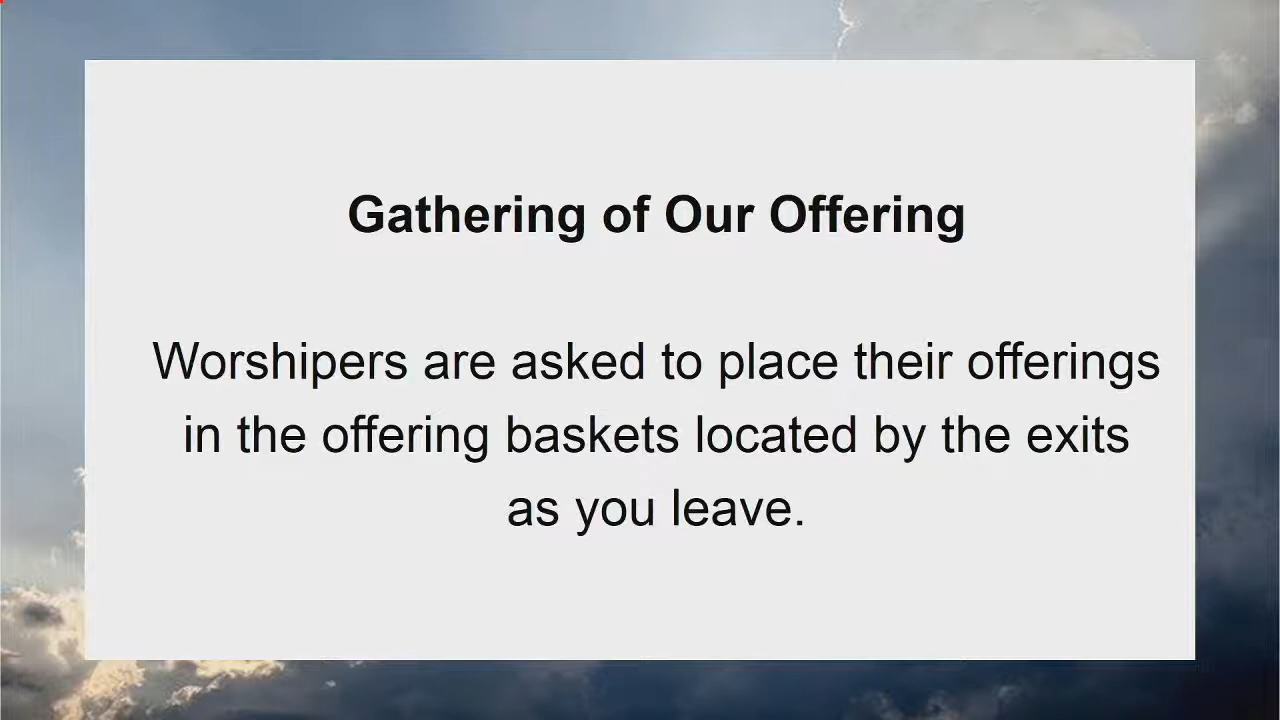 Gathering of Our Offering
Worshipers are asked to place their offerings
in the offering baskets located by the exits
as you leave.